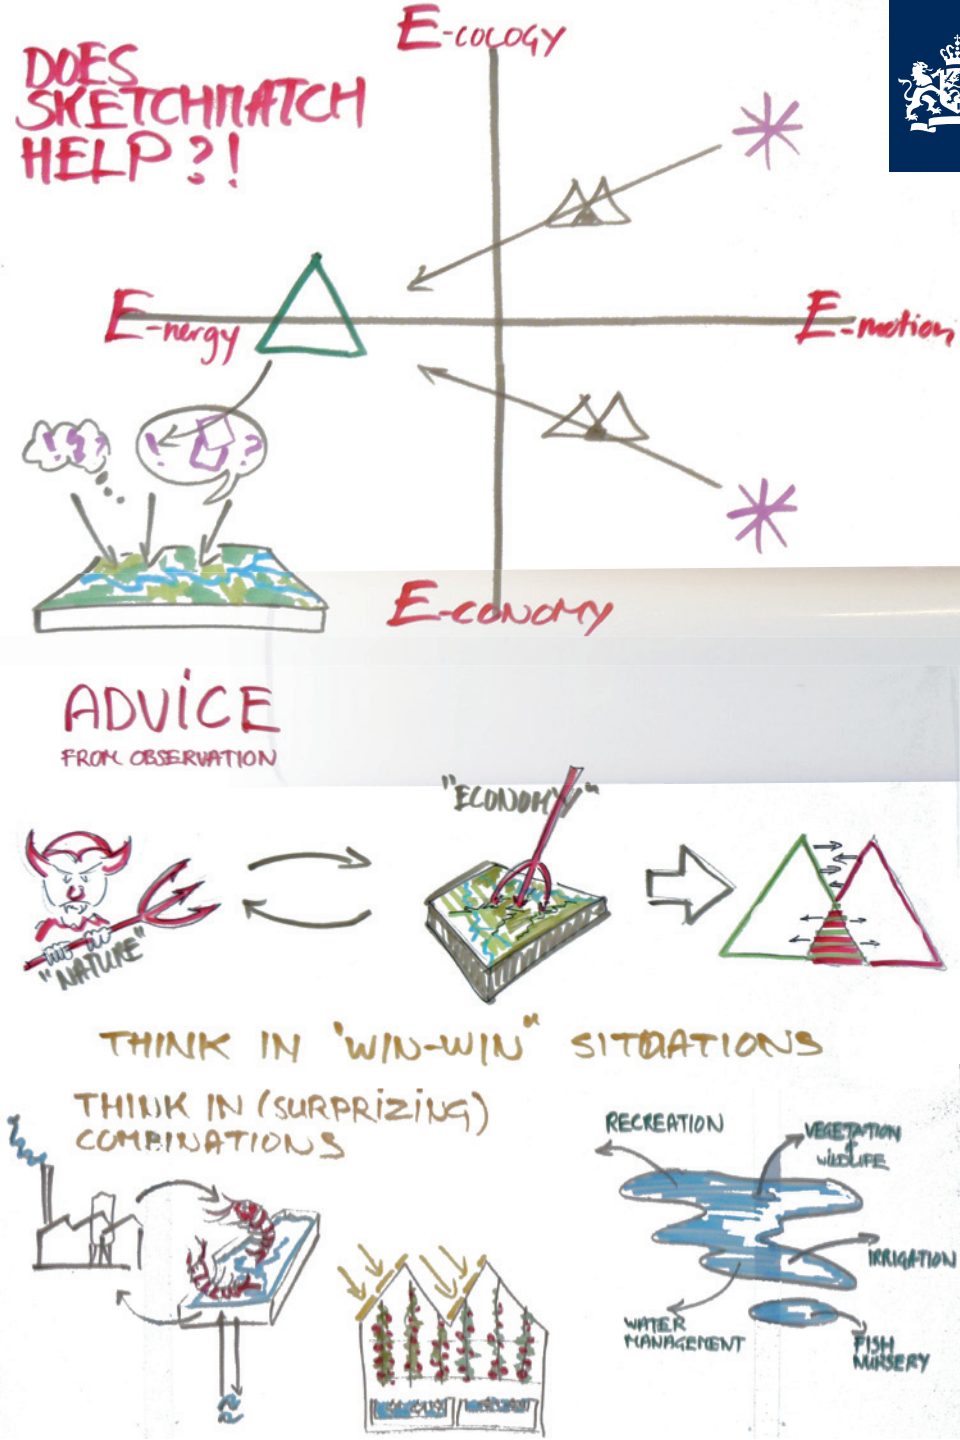 E-COLOGY
DOES
SKETCHMATCH
HELP?!
E-nergy
E-motion
! ?
! ?
E-CONOMY
ADVICE
FROM OBSERVATION
"ECONOMY"
"NATURE"
THINK IN "WIN-WIN" SITUATIONS
THINK IN (SURPRIZING)
COMBINATIONS
RECREATION
VEGETATION
&
WILDLIFE
IRRIGATION
WATER
MANAGEMENT
FISH
NURSERY